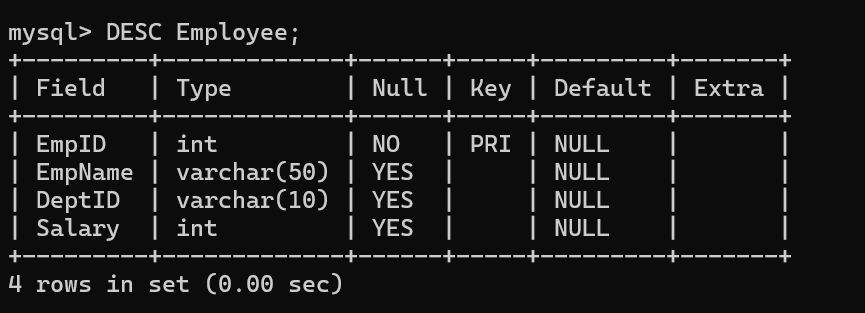 mysql> DESC Employee;
+---------+-------------+------+-----+---------+-------+
| Field   | Type        | Null | Key | Default | Extra |
+---------+-------------+------+-----+---------+-------+
| EmpID   | int         | NO   | PRI | NULL    |       |
| EmpName | varchar(50) | YES  |     | NULL    |       |
| DeptID  | varchar(10) | YES  |     | NULL    |       |
| Salary  | int         | YES  |     | NULL    |       |
+---------+-------------+------+-----+---------+-------+
4 rows in set (0.00 sec)